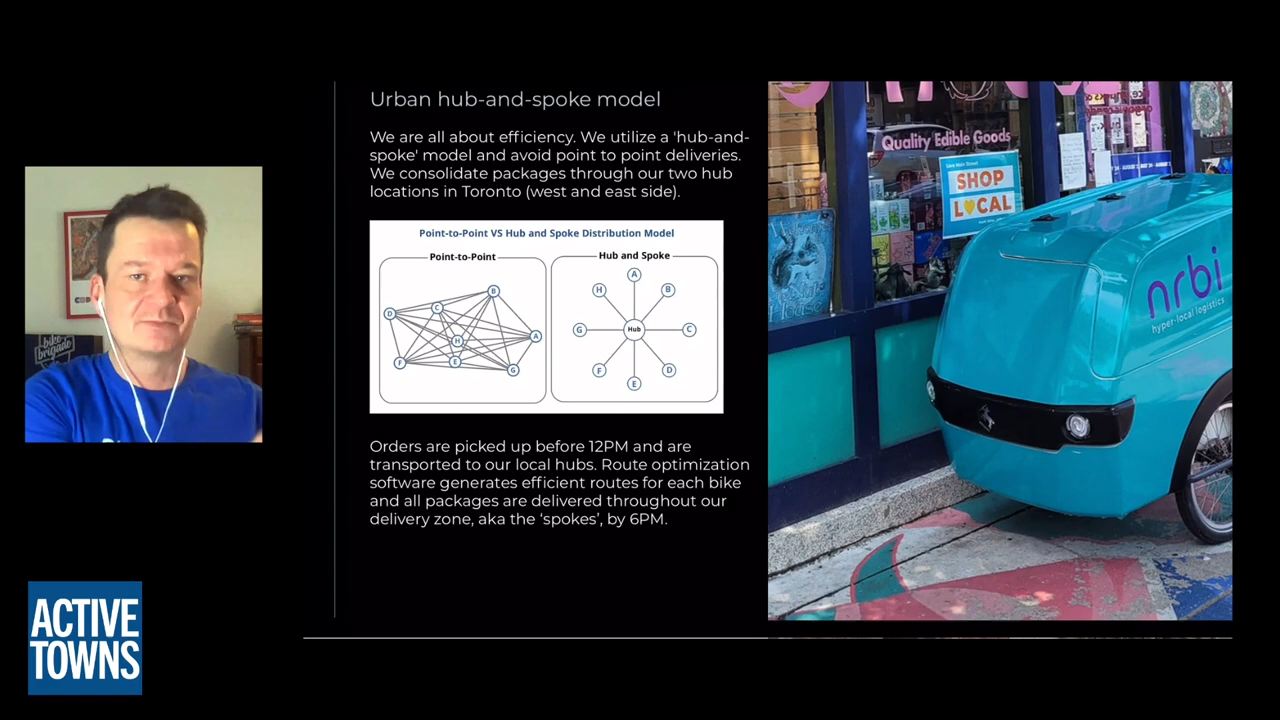 Urban hub-and-spoke model
We are all about efficiency. We utilize a 'hub-and-
spoke' model and avoid point to point deliveries.
We consolidate packages through our two hub
locations in Toronto (west and east side).
Point-to-Point VS Hub and Spoke Distribution Model
Point-to-Point
B
C
D
H
A
F
E
G
Hub and Spoke
A
H
B
G
Hub
C
F
D
E
Orders are picked up before 12PM and are
transported to our local hubs. Route optimization
software generates efficient routes for each bike
and all packages are delivered throughout our
delivery zone, aka the ‘spokes’, by 6PM.
Quality Edible Goods
SHOP
LOCAL
nrbi
hyper-local logistics
bike
brigade
ACTIVE
TOWNS